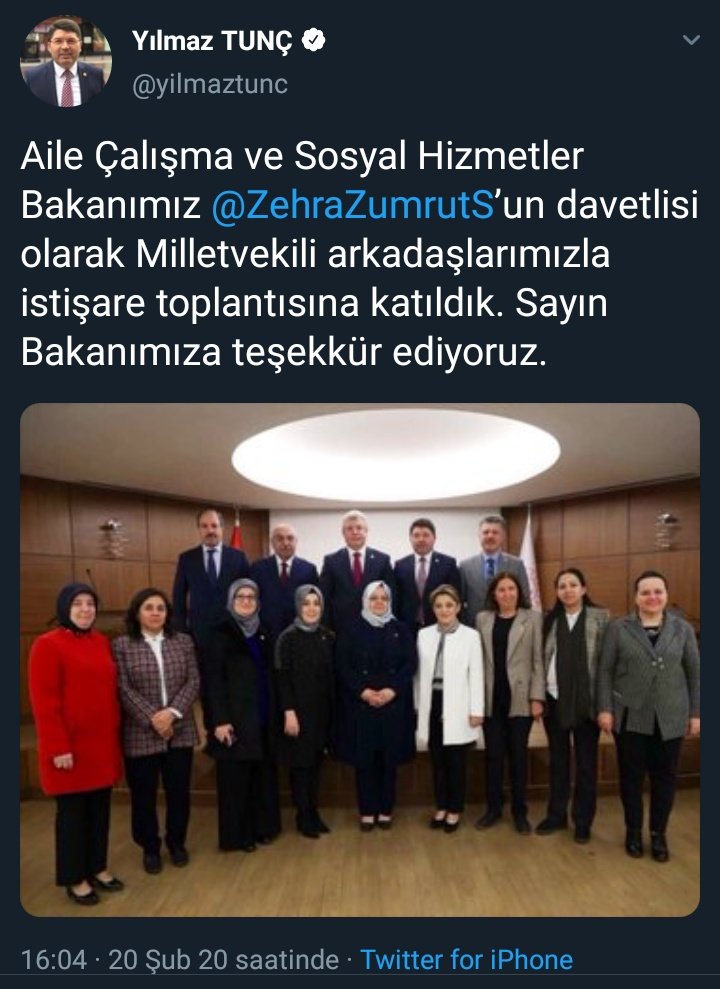 Yılmaz TUNÇ
@yilmaztunc
Aile Çalışma ve Sosyal Hizmetler
Bakanımız @ZehraZumrutS’un davetlisi
olarak Milletvekili arkadaşlarımızla
istişare toplantısına katıldık. Sayın
Bakanımıza teşekkür ediyoruz.
16:04 · 20 Şub 20 saatinde · Twitter for iPhone